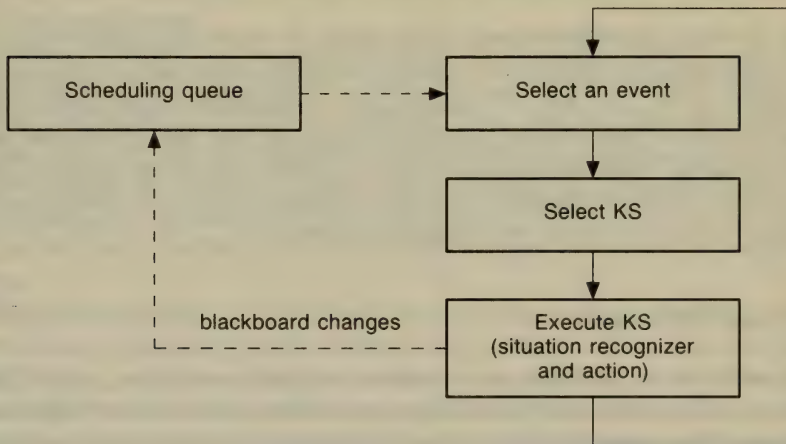 Scheduling queue
Select an event
Select KS
blackboard changes
Execute KS
(situation recognizer
and action)